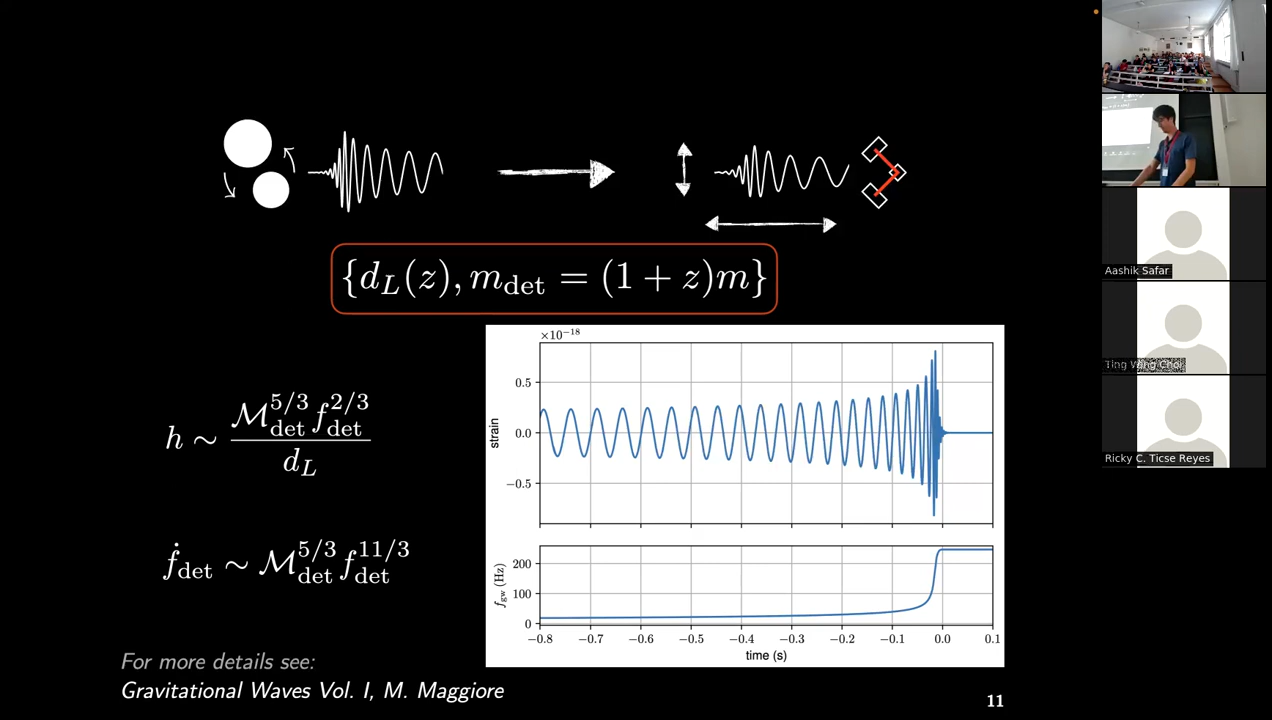 {d_L(z), m_det = (1 + z)m}
h ∼ M_det^{5/3} f_det^{2/3} / d_L
ḟ_det ∼ M_det^{5/3} f_det^{11/3}
×10⁻¹⁸
strain
0.5
0.0
−0.5
f_gw (Hz)
200
100
0
−0.8 −0.7 −0.6 −0.5 −0.4 −0.3 −0.2 −0.1 0.0 0.1
time (s)
For more details see:
Gravitational Waves Vol. I, M. Maggiore
11
Aashik Safar
Ting Wang Choi
Ricky C. Ticse Reyes